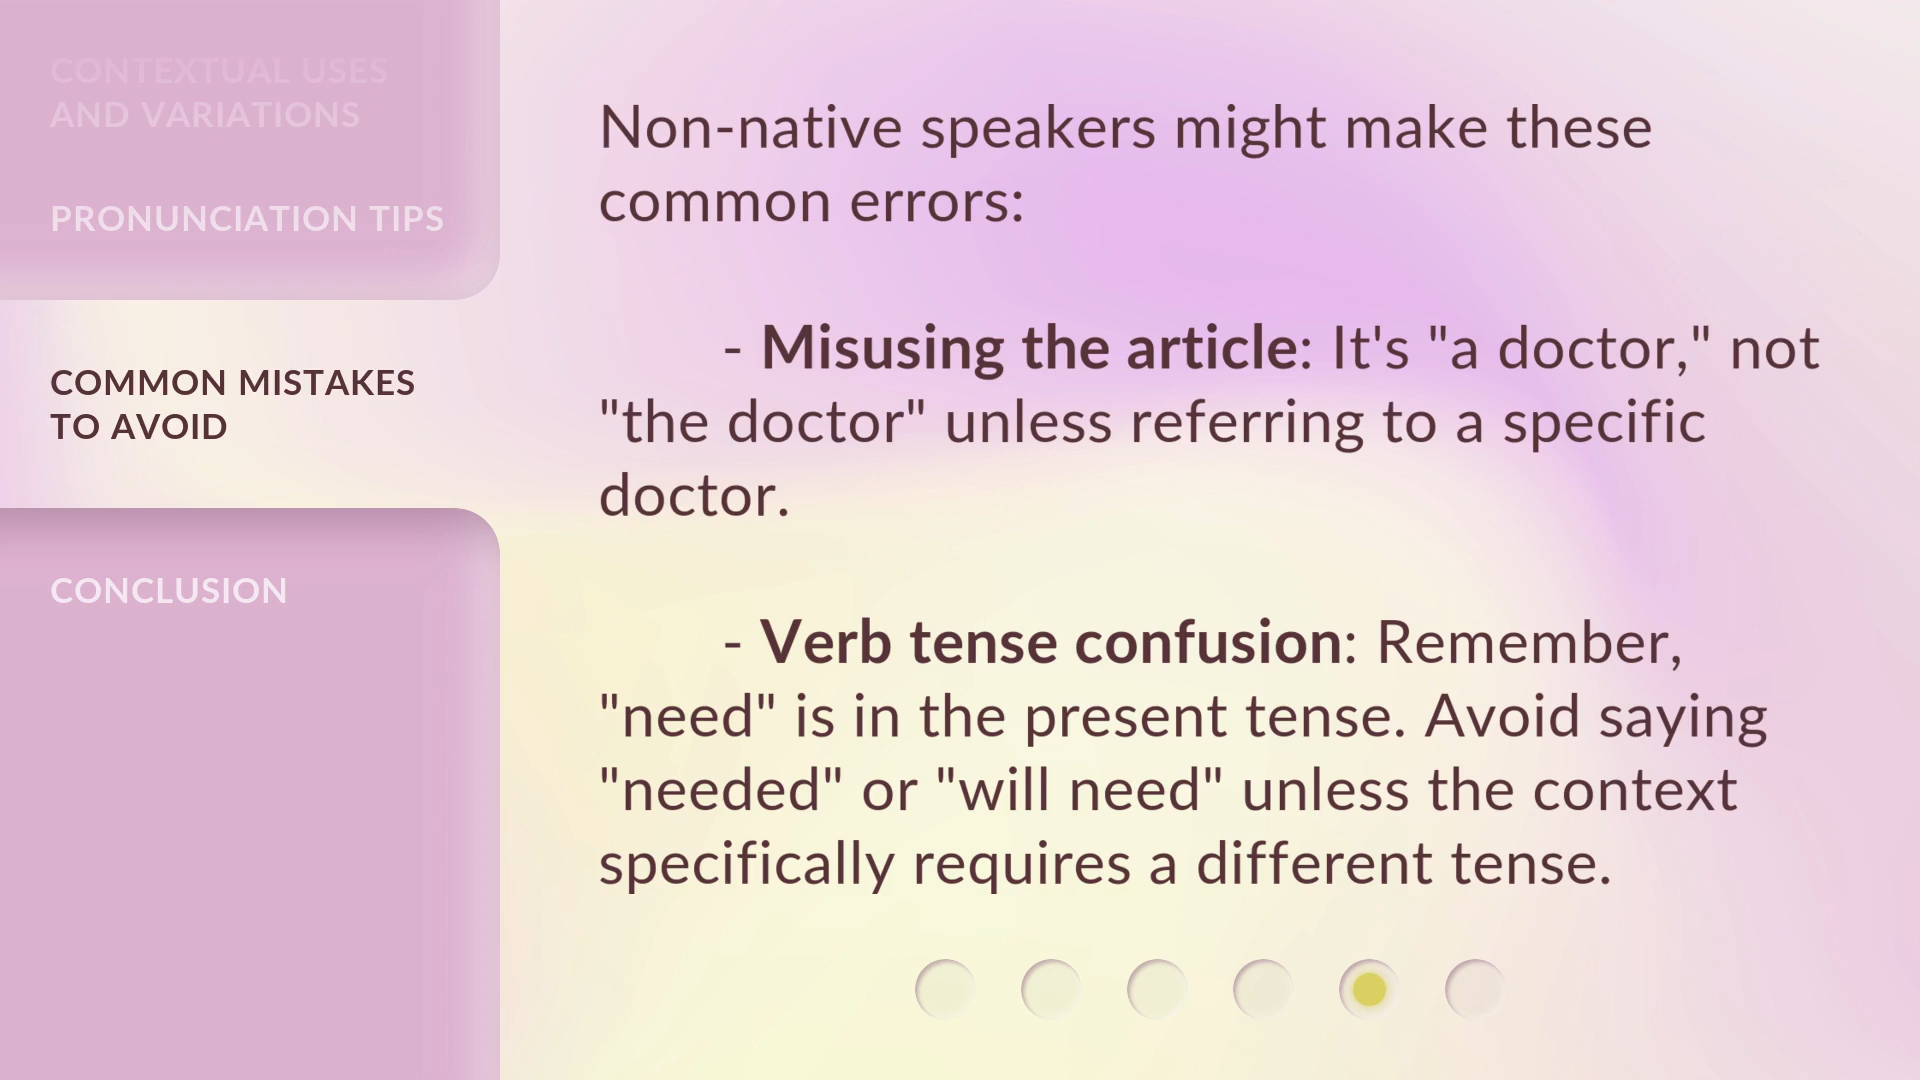 CONTEXTUAL USES
AND VARIATIONS
PRONUNCIATION TIPS
COMMON MISTAKES
TO AVOID
CONCLUSION
Non-native speakers might make these
common errors:
- Misusing the article: It's "a doctor," not
"the doctor" unless referring to a specific
doctor.
- Verb tense confusion: Remember,
"need" is in the present tense. Avoid saying
"needed" or "will need" unless the context
specifically requires a different tense.